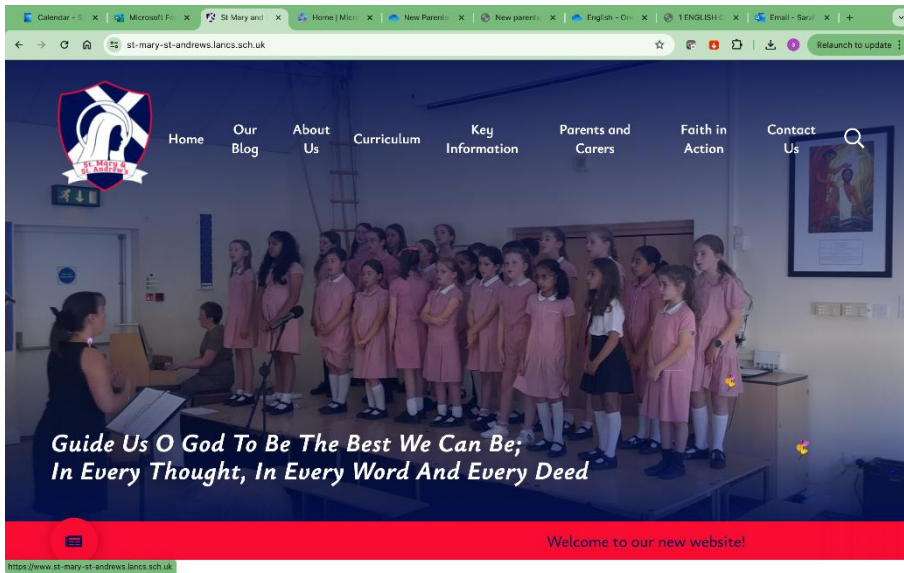 Calendar - S
Microsoft Fo
St Mary and
Home | Micr
New Parents
New parents
English - On
1 ENGLISH C
Email - Sara
st-mary-st-andrews.lancs.sch.uk
Relaunch to update
St. Mary &
St. Andrew's
Home
Our
Blog
About
Us
Curriculum
Key
Information
Parents and
Carers
Faith in
Action
Contact
Us
Guide Us O God To Be The Best We Can Be;
In Every Thought, In Every Word And Every Deed
Welcome to our new website!
https://www.st-mary-st-andrews.lancs.sch.uk